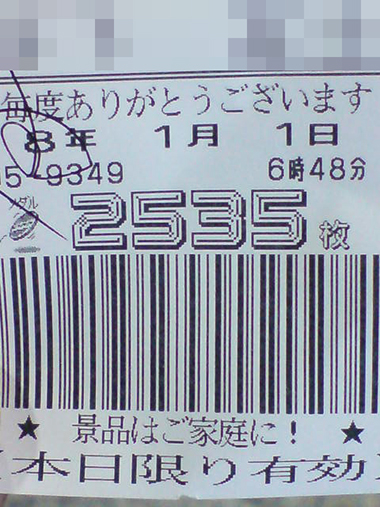 毎度ありがとうございます
8年 1月 1日
5-9349 6時48分
メダル 2535枚
★ 景品はご家庭に! ★
本日限り有効